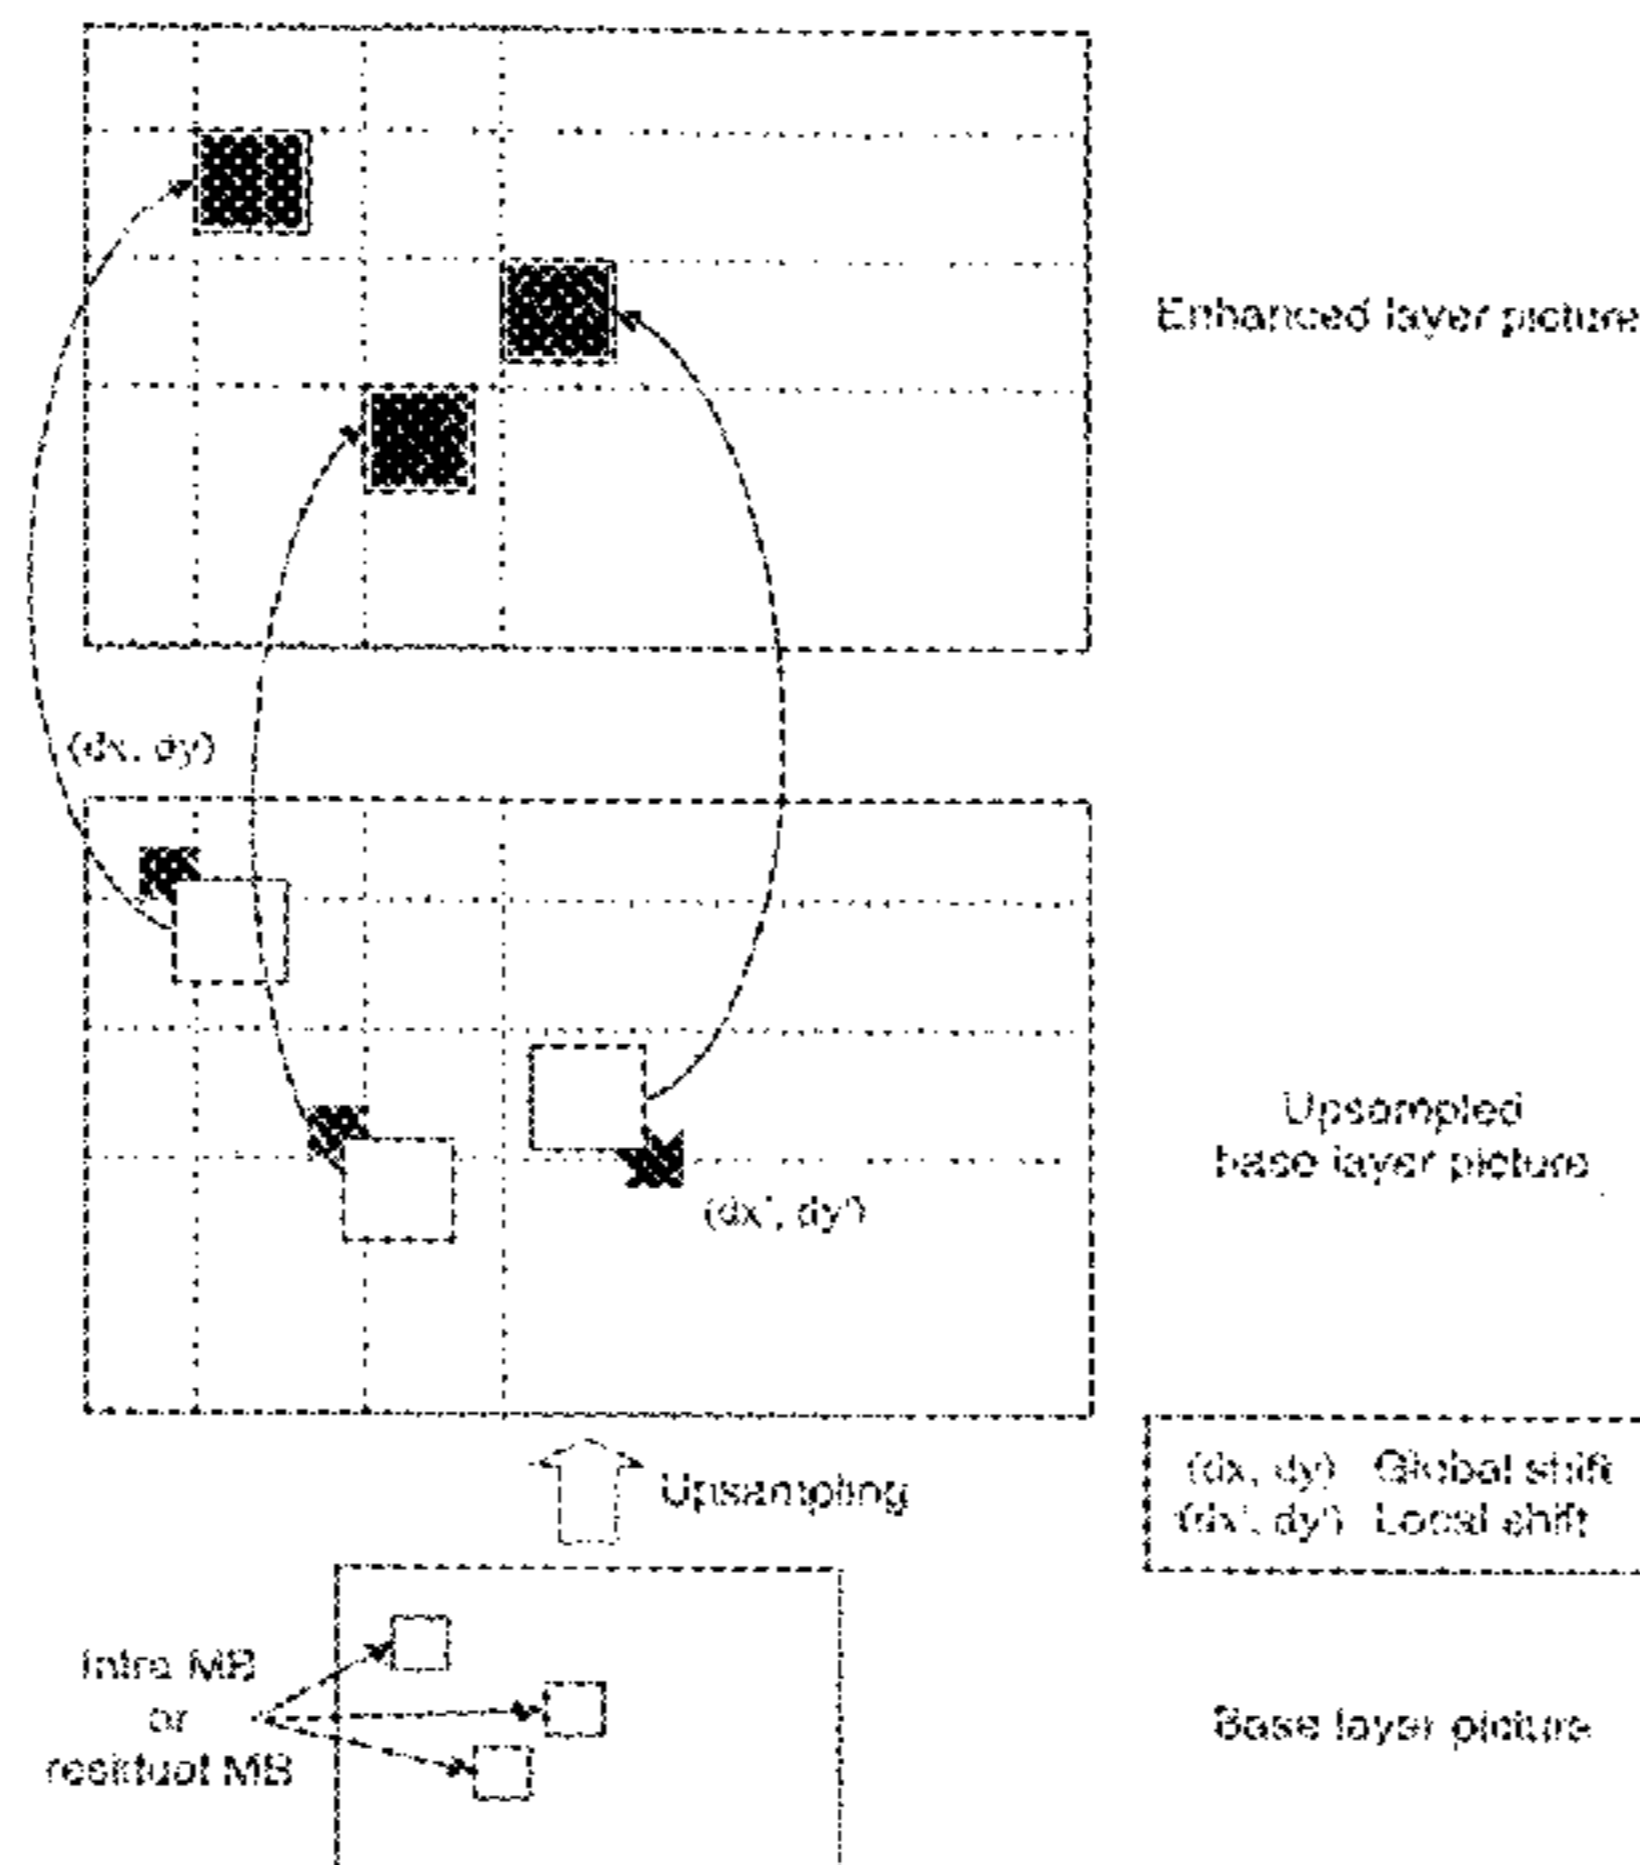 Enhanced layer picture
(dx, dy)
Upsampled
base layer picture
(dx', dy')
Upsampling
(dx, dy) Global shift
(dx', dy') Local shift
Intra MB
or
residual MB
Base layer picture